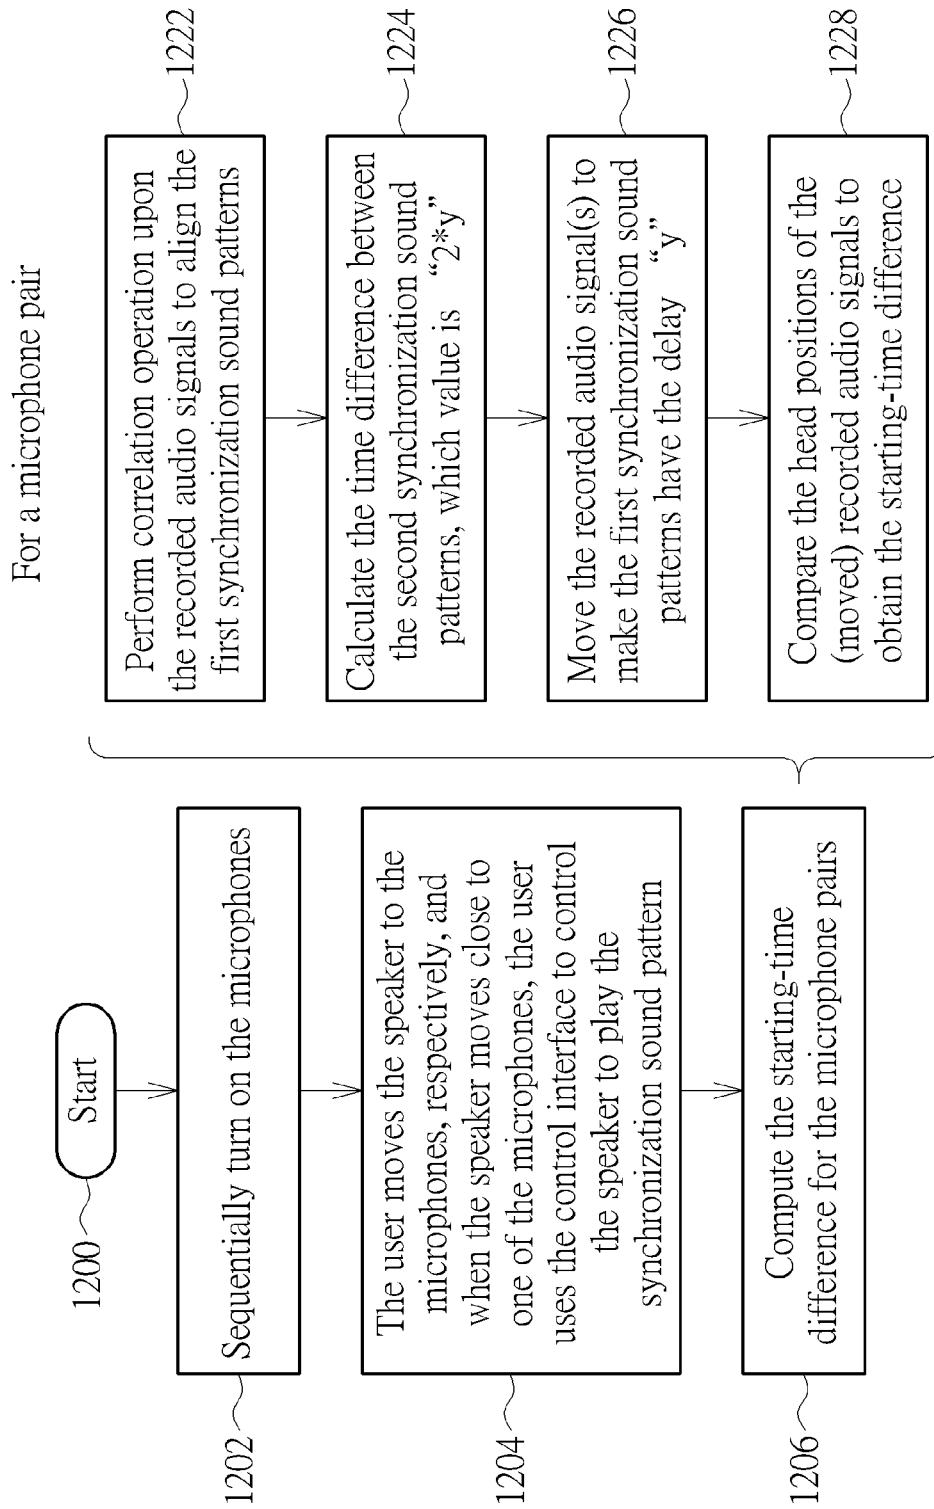 Start
1200
Sequentially turn on the microphones
1202
The user moves the speaker to the
microphones, respectively, and
when the speaker moves close to
one of the microphones, the user
uses the control interface to control
the speaker to play the
synchronization sound pattern
1204
Compute the starting-time
difference for the microphone pairs
1206
For a microphone pair
Perform correlation operation upon
the recorded audio signals to align the
first synchronization sound patterns
1222
Calculate the time difference between
the second synchronization sound
patterns, which value is “2*y”
1224
Move the recorded audio signal(s) to
make the first synchronization sound
patterns have the delay “y”
1226
Compare the head positions of the
(moved) recorded audio signals to
obtain the starting-time difference
1228